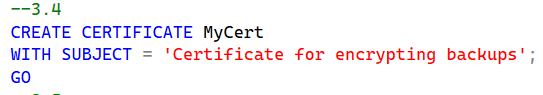 --3.4
CREATE CERTIFICATE MyCert
WITH SUBJECT = 'Certificate for encrypting backups';
GO